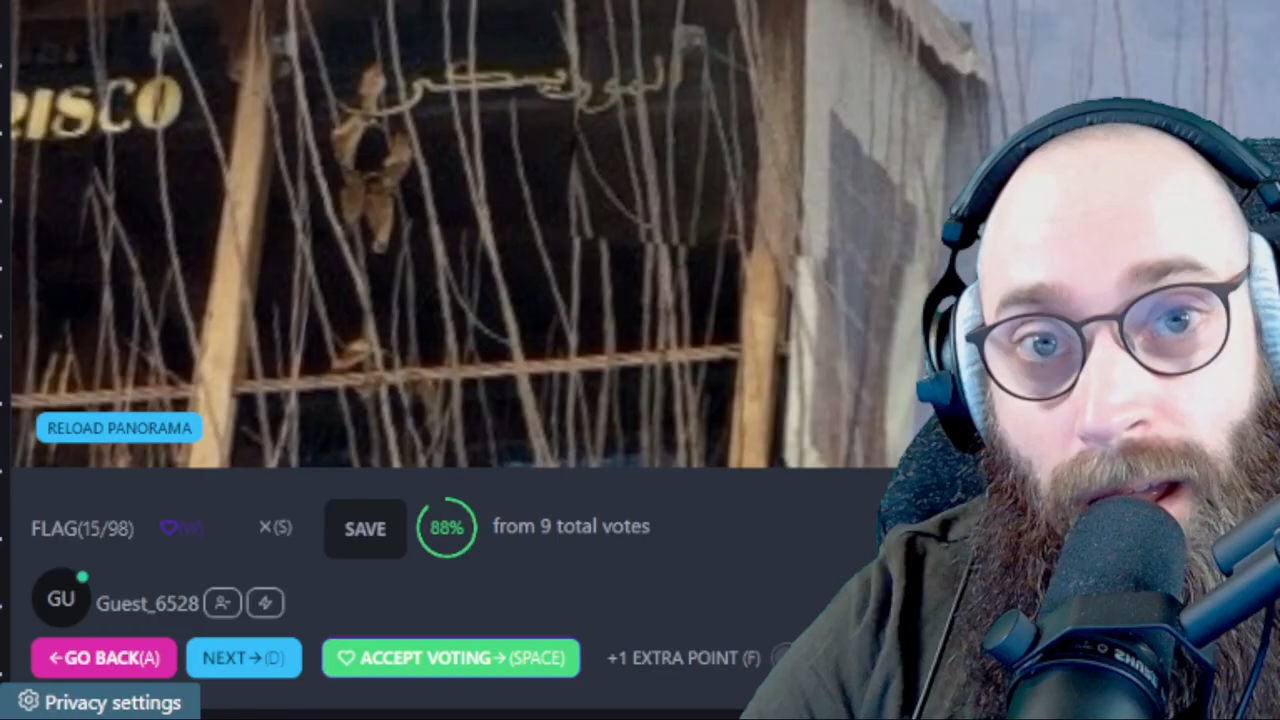 RISCO
RELOAD PANORAMA
FLAG(15/98)
X(S)
SAVE
88%
from 9 total votes
GU
Guest_6528
←GO BACK(A)
NEXT→(D)
ACCEPT VOTING→(SPACE)
+1 EXTRA POINT (F)
Privacy settings
SHURE